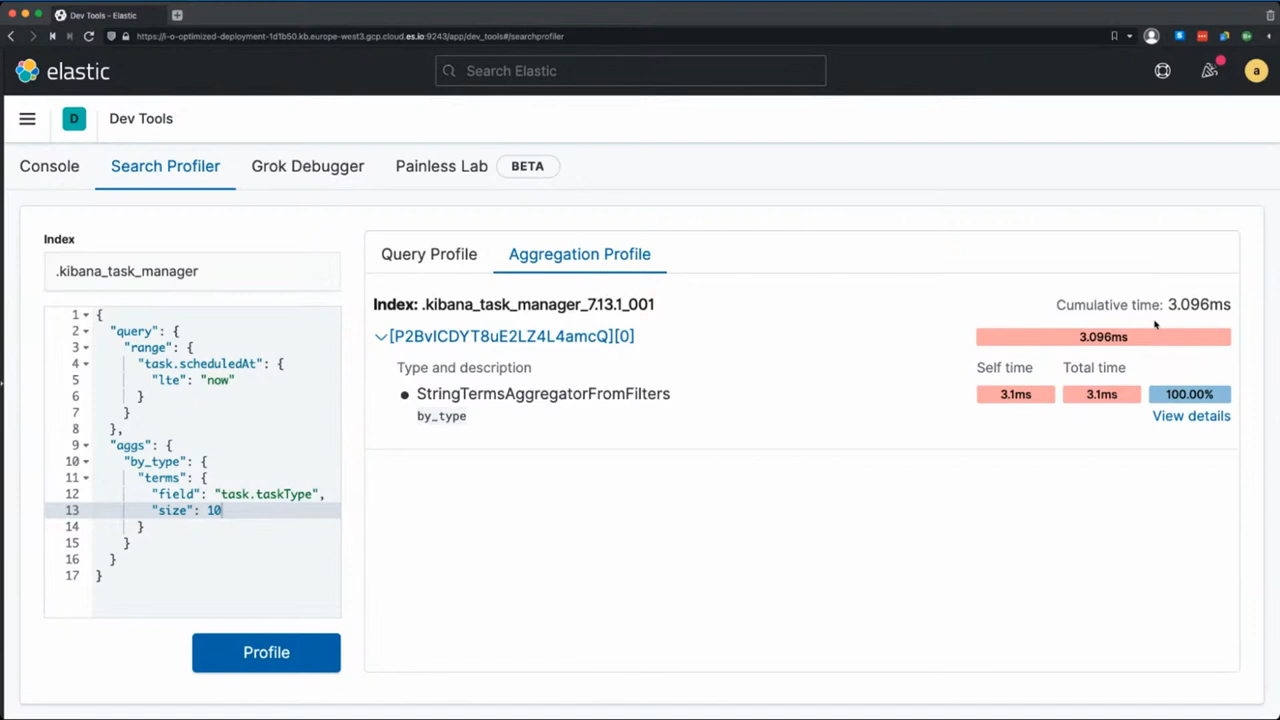 Dev Tools - Elastic
https://i-o-optimized-deployment-1d1b50.kb.europe-west3.gcp.cloud.es.io:9243/app/dev_tools#/searchprofiler
elastic
Search Elastic
a
D
Dev Tools
Console
Search Profiler
Grok Debugger
Painless Lab
BETA
Index
.kibana_task_manager
1 {
2 "query": {
3 "range": {
4 "task.scheduledAt": {
5 "lte": "now"
6 }
7 }
8 },
9 "aggs": {
10 "by_type": {
11 "terms": {
12 "field": "task.taskType",
13 "size": 10
14 }
15 }
16 }
17 }
Profile
Query Profile
Aggregation Profile
Index: .kibana_task_manager_7.13.1_001
Cumulative time: 3.096ms
[P2BvICDYT8uE2LZ4L4amcQ][0]
3.096ms
Type and description
Self time
Total time
StringTermsAggregatorFromFilters
3.1ms
3.1ms
100.00%
by_type
View details